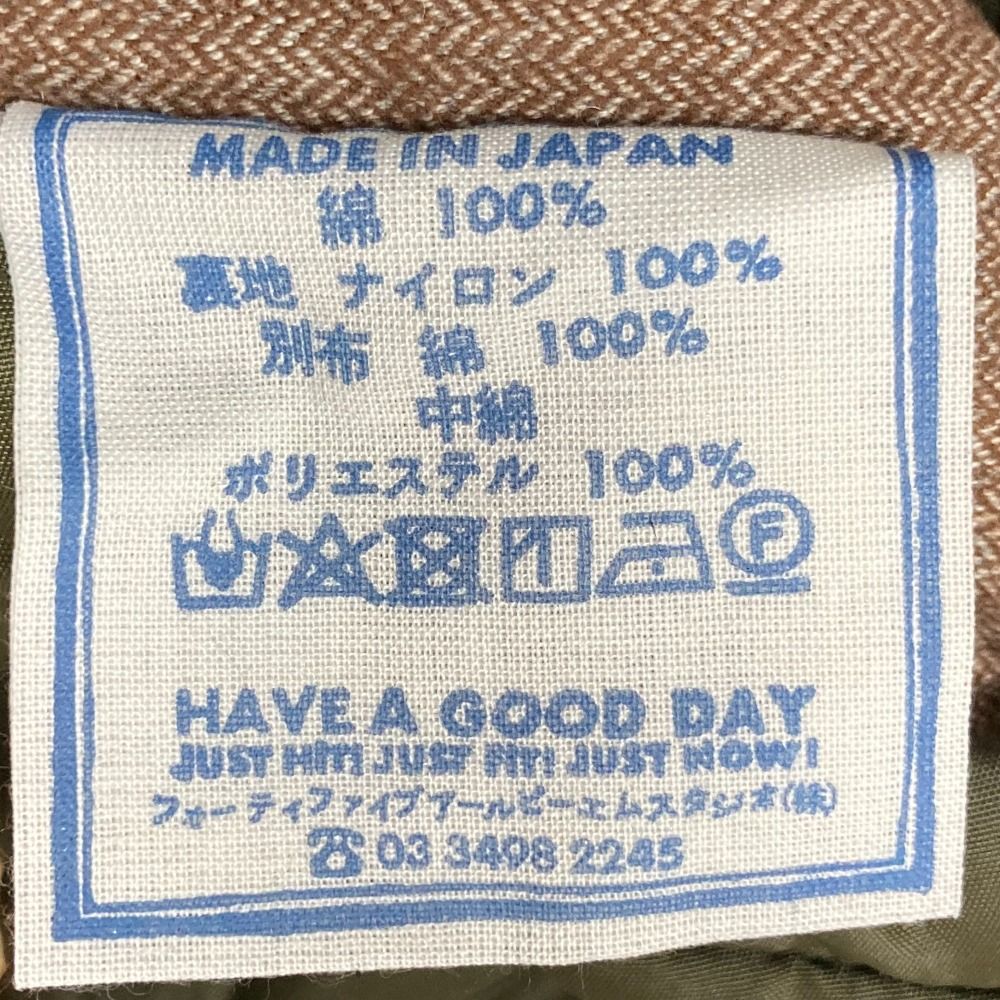 MADE IN JAPAN
綿 100%
裏地 ナイロン 100%
別布 綿 100%
中綿
ポリエステル 100%
F
HAVE A GOOD DAY
JUST HIT! JUST FIT! JUST NOW!
フォーティファイブアールピーエムスタジオ(株)
☎ 03 3498 2245